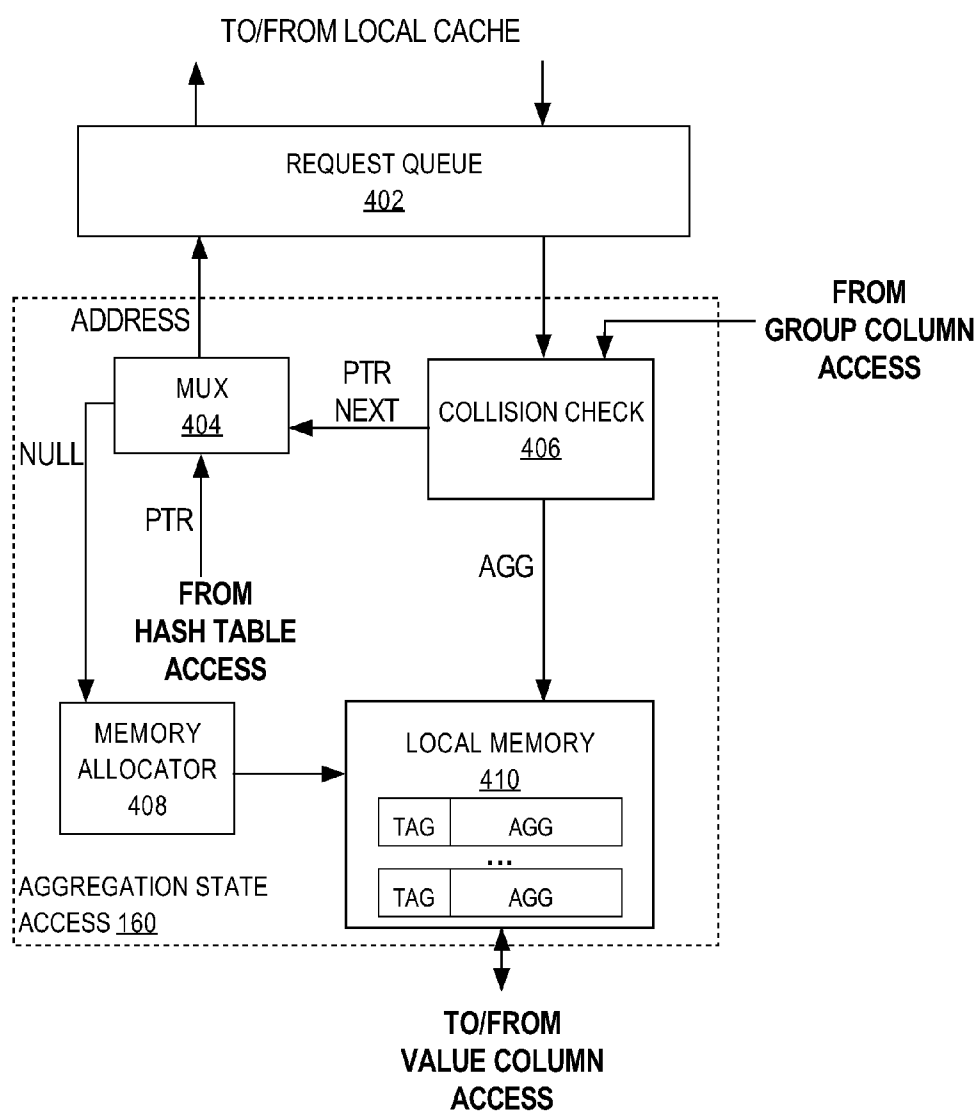 TO/FROM LOCAL CACHE
REQUEST QUEUE
402
FROM
GROUP COLUMN
ACCESS
ADDRESS
MUX
404
PTR
NEXT
COLLISION CHECK
406
NULL
PTR
FROM
HASH TABLE
ACCESS
AGG
MEMORY
ALLOCATOR
408
LOCAL MEMORY
410
TAG AGG
...
TAG AGG
AGGREGATION STATE
ACCESS 160
TO/FROM
VALUE COLUMN
ACCESS